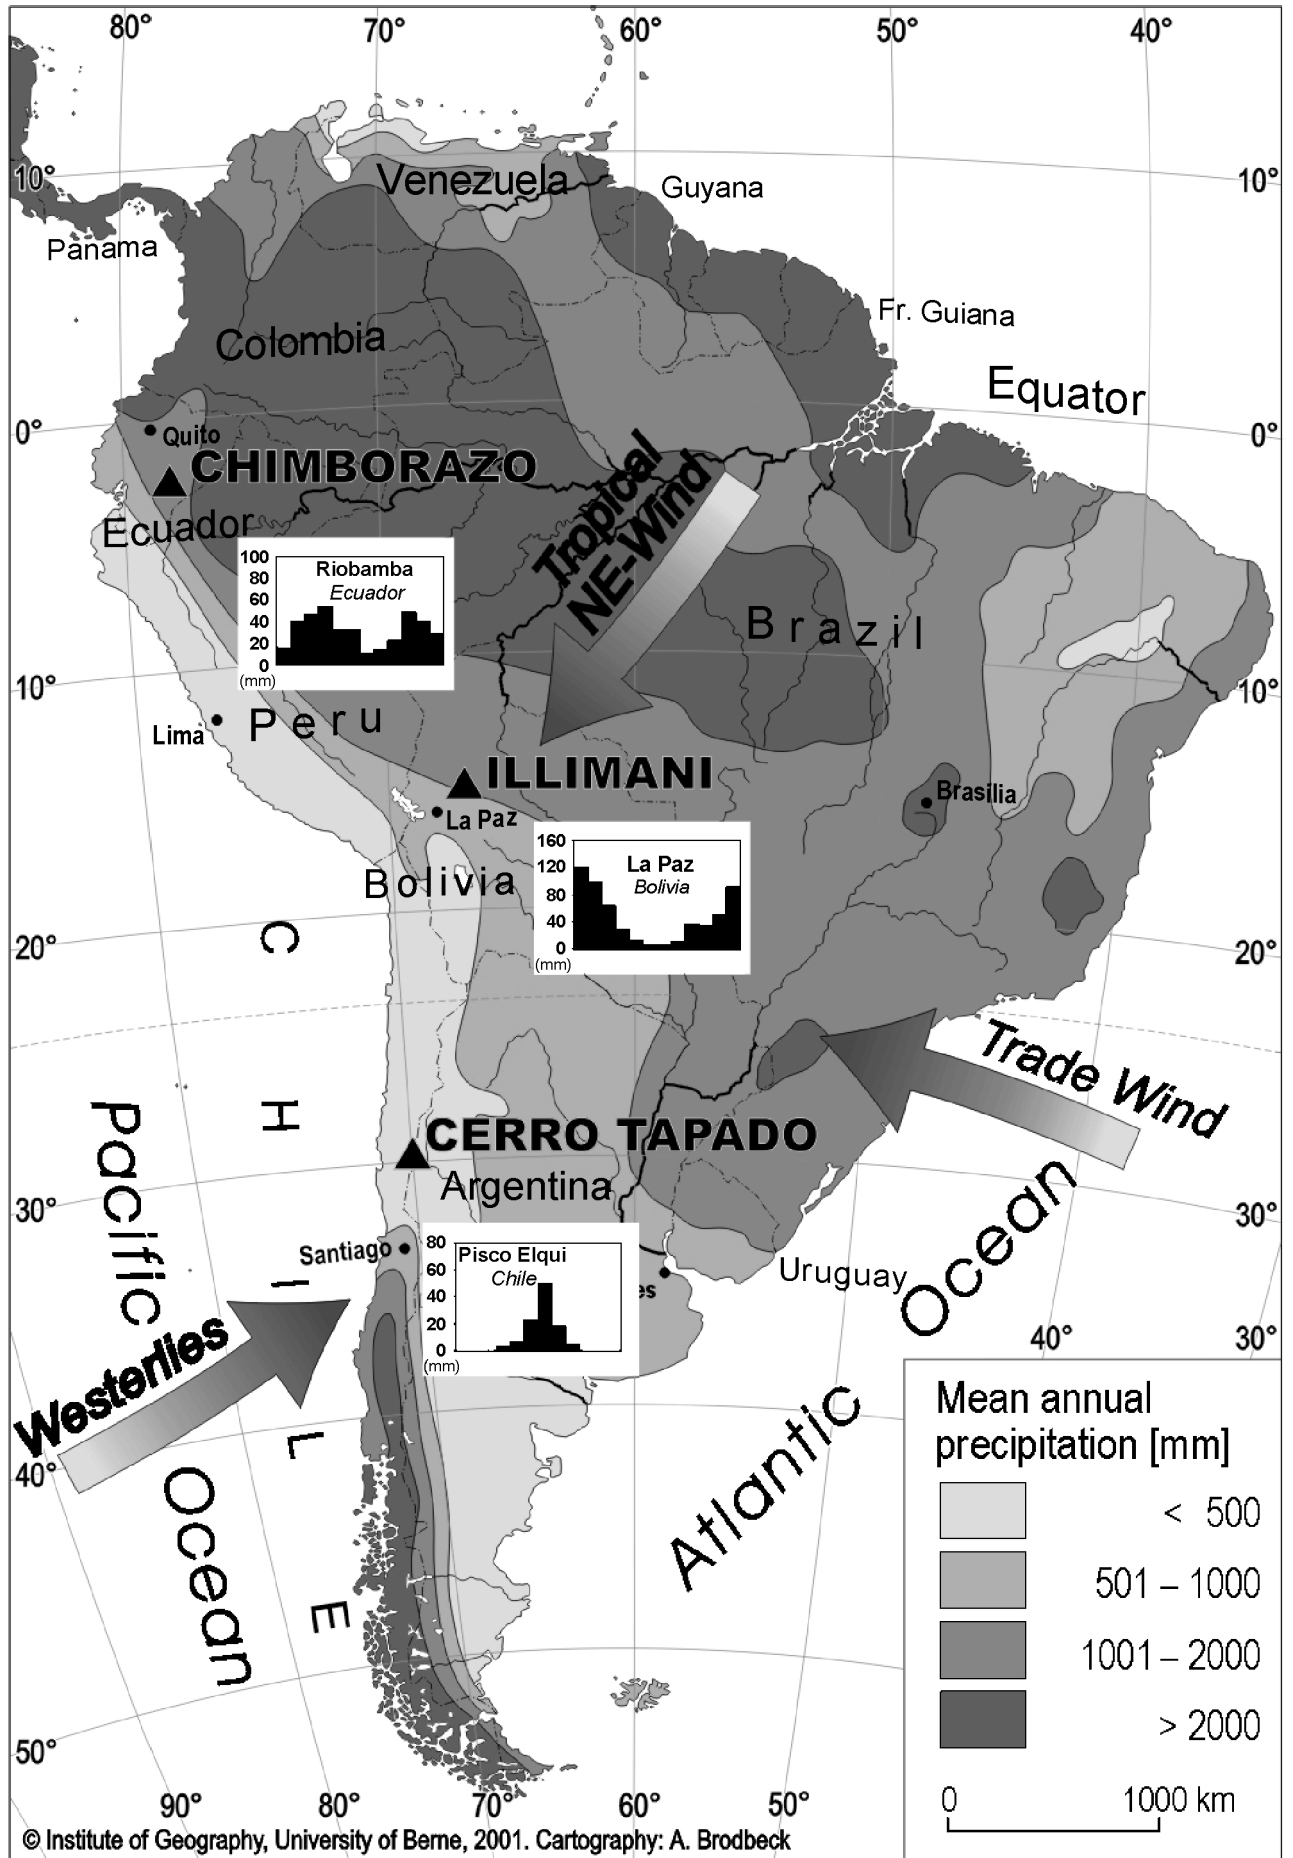 80°
70°
60°
50°
40°
10°
Venezuela
Guyana
10°
Panama
Colombia
Fr. Guiana
Equator
0°
Quito
0°
CHIMBORAZO
Ecuador
Tropical
NE-Wind
100
80
60
40
20
0
(mm)
Riobamba
Ecuador
Brazil
10°
Lima
Peru
10°
ILLIMANI
La Paz
Brasilia
Bolivia
160
120
80
40
0
(mm)
La Paz
Bolivia
20°
20°
CHILE
Trade Wind
Pacific
Ocean
CERRO TAPADO
Argentina
30°
30°
Santiago
80
60
40
20
0
(mm)
Pisco Elqui
Chile
es
Uruguay
Atlantic
Ocean
Westerlies
40°
30°
40°
50°
90°
80°
70°
60°
50°
Mean annual
precipitation [mm]
< 500
501 – 1000
1001 – 2000
> 2000
0
1000 km
© Institute of Geography, University of Berne, 2001. Cartography: A. Brodbeck